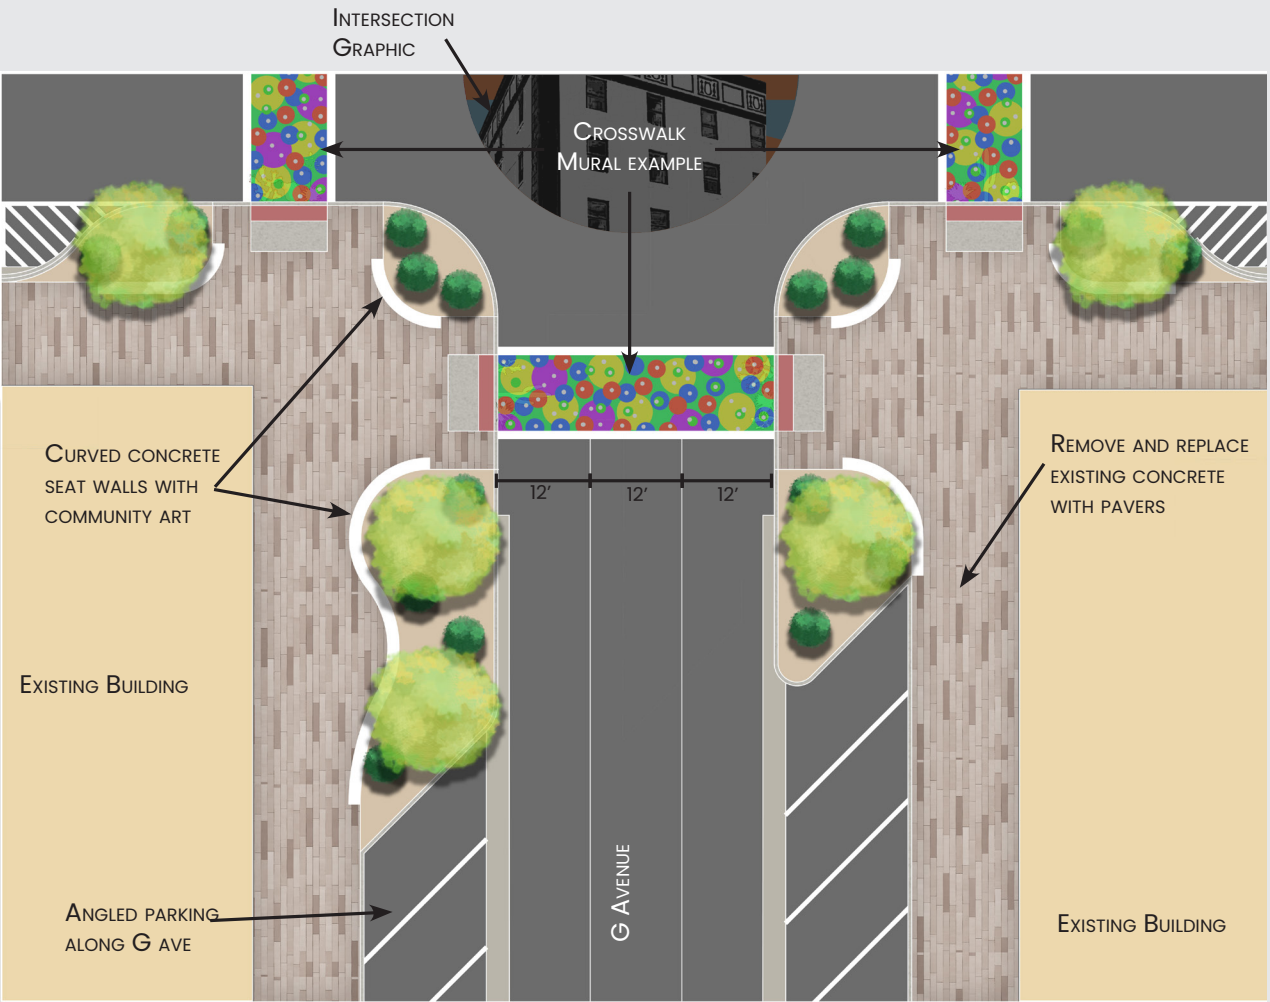 Intersection
Graphic
Crosswalk
Mural example
Curved concrete
seat walls with
community art
Remove and replace
existing concrete
with pavers
12'
12'
12'
Existing Building
G Avenue
Angled parking
along G ave
Existing Building